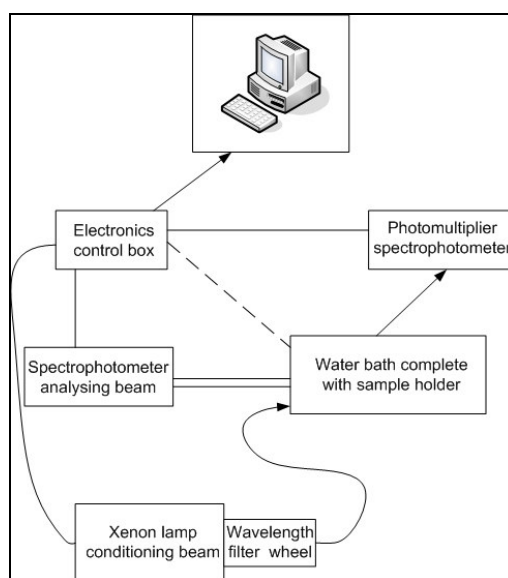 Electronics
control box
Photomultiplier
spectrophotometer
Spectrophotometer
analysing beam
Water bath complete
with sample holder
Xenon lamp
conditioning beam
Wavelength
filter wheel